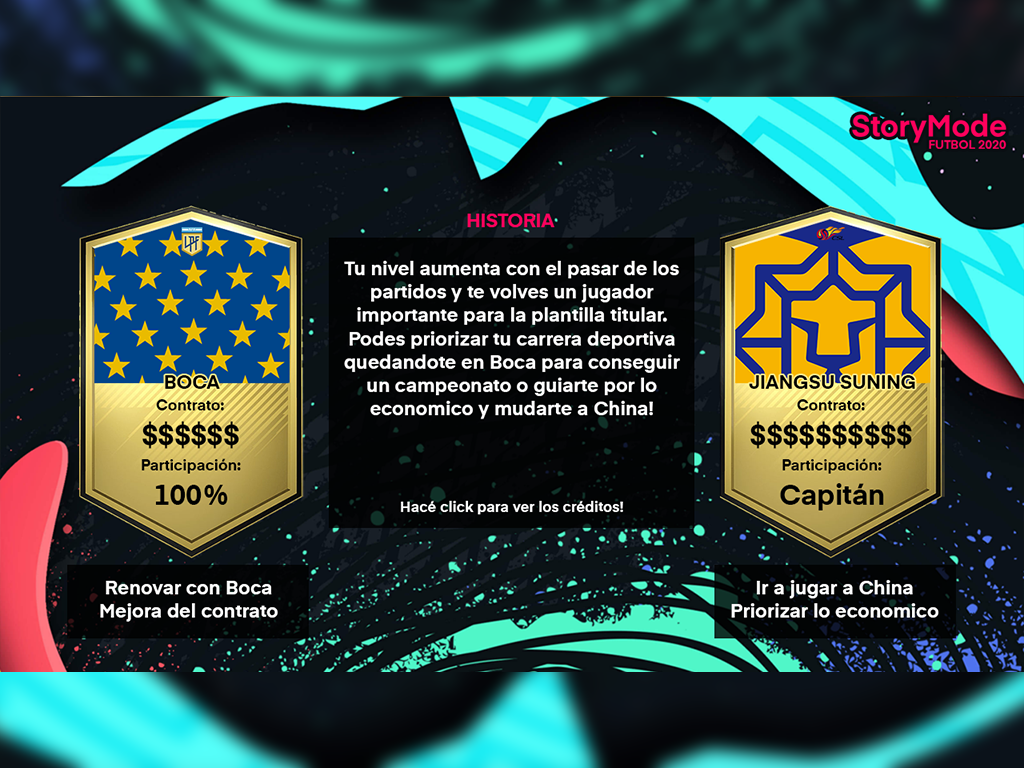 StoryMode
FUTBOL 2020
HISTORIA
Tu nivel aumenta con el pasar de los
partidos y te volves un jugador
importante para la plantilla titular.
Podes priorizar tu carrera deportiva
quedandote en Boca para conseguir
un campeonato o guiarte por lo
economico y mudarte a China!
Hacé click para ver los créditos!
LPF
BOCA
Contrato:
$$$$$$
Participación:
100%
Renovar con Boca
Mejora del contrato
JIANGSU SUNING
Contrato:
$$$$$$$$$$
Participación:
Capitán
Ir a jugar a China
Priorizar lo economico